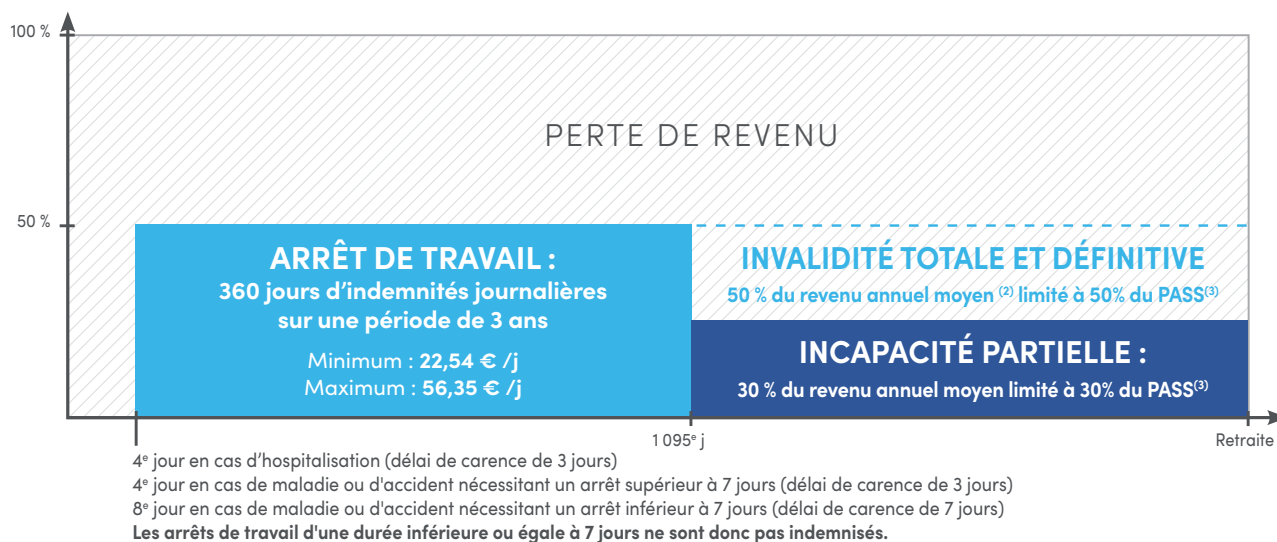 100 %
PERTE DE REVENU
50 %
ARRÊT DE TRAVAIL :
360 jours d’indemnités journalières
sur une période de 3 ans
Minimum : 22,54 € /j
Maximum : 56,35 € /j
INVALIDITÉ TOTALE ET DÉFINITIVE
50 % du revenu annuel moyen (2) limité à 50% du PASS(3)
INCAPACITÉ PARTIELLE :
30 % du revenu annuel moyen limité à 30% du PASS(3)
1 095e j
Retraite
4e jour en cas d’hospitalisation (délai de carence de 3 jours)
4e jour en cas de maladie ou d'accident nécessitant un arrêt supérieur à 7 jours (délai de carence de 3 jours)
8e jour en cas de maladie ou d'accident nécessitant un arrêt inférieur à 7 jours (délai de carence de 7 jours)
Les arrêts de travail d'une durée inférieure ou égale à 7 jours ne sont donc pas indemnisés.